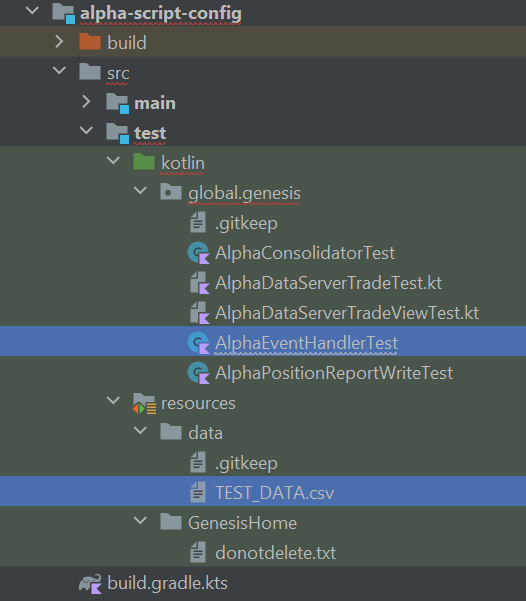 alpha-script-config
build
src
main
test
kotlin
global.genesis
.gitkeep
AlphaConsolidatorTest
AlphaDataServerTradeTest.kt
AlphaDataServerTradeViewTest.kt
AlphaEventHandlerTest
AlphaPositionReportWriteTest
resources
data
.gitkeep
TEST_DATA.csv
GenesisHome
donotdelete.txt
build.gradle.kts